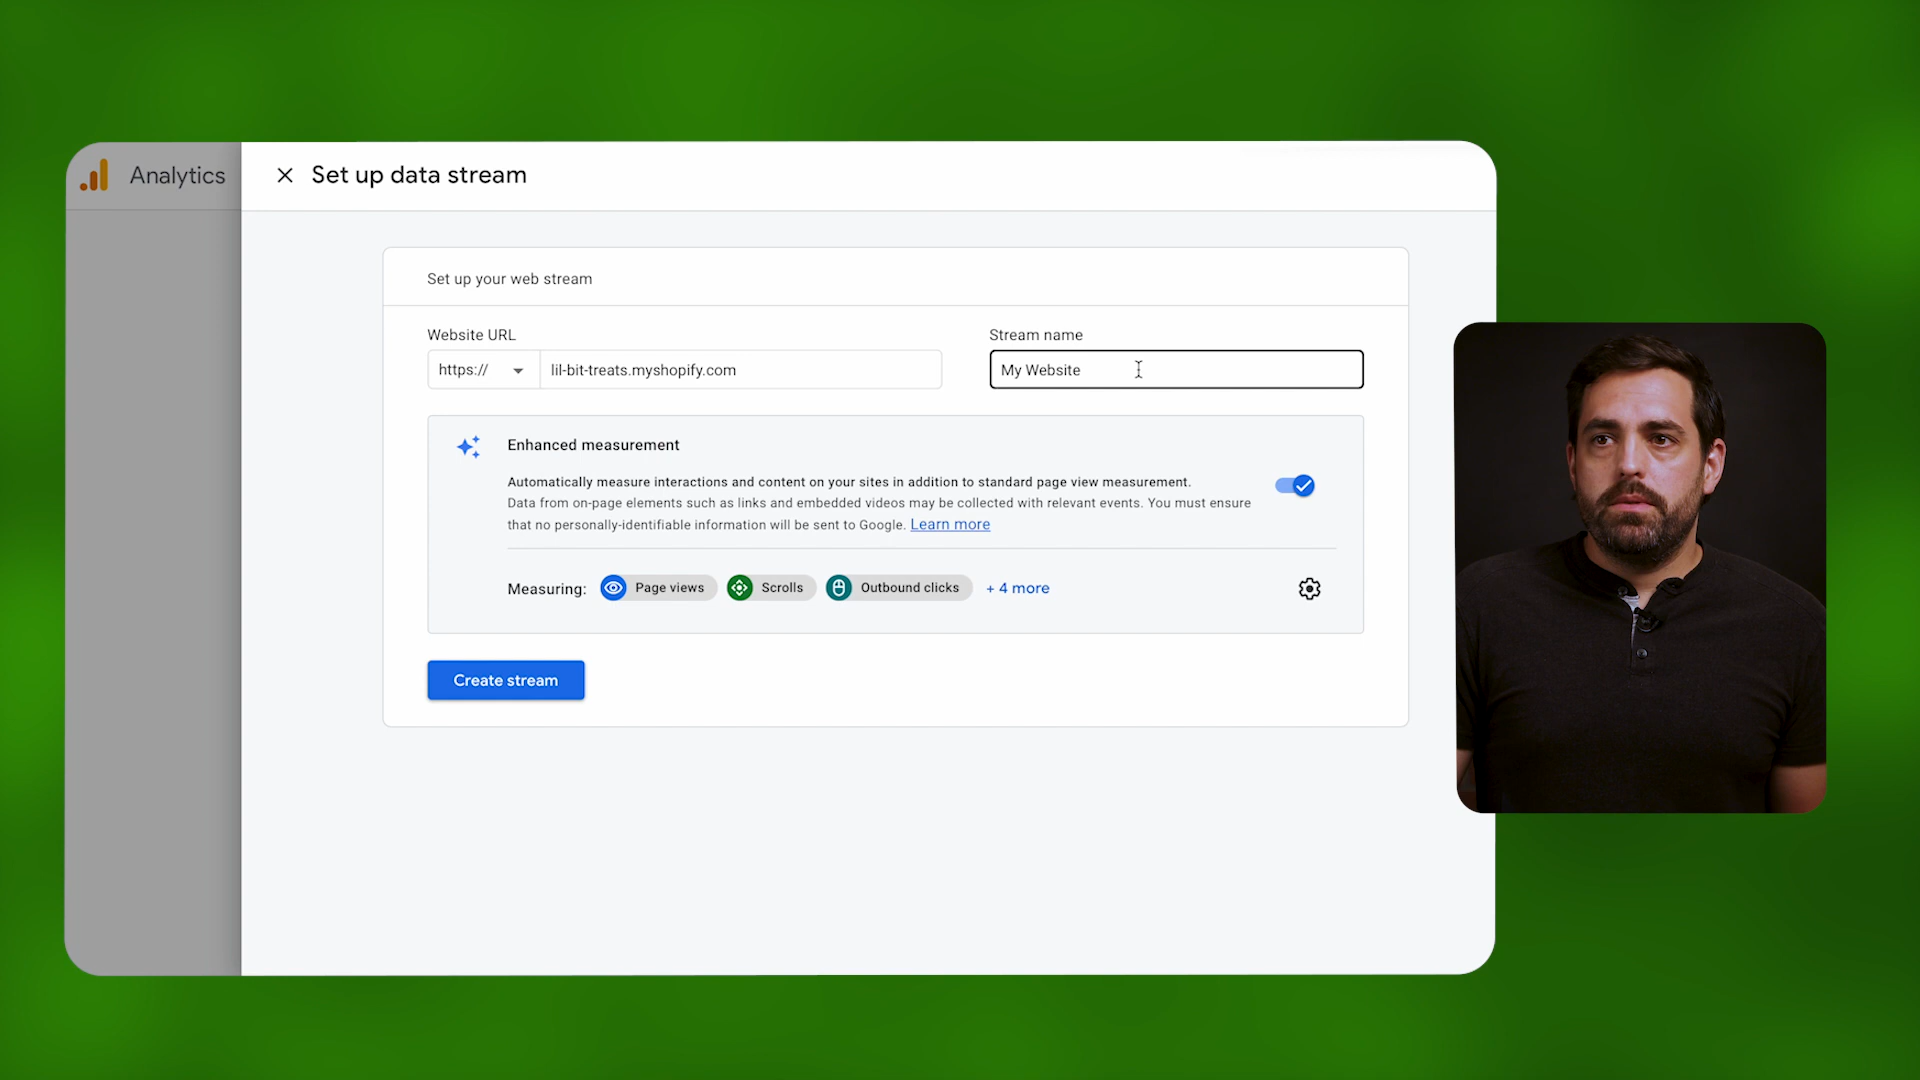 Analytics
Set up data stream
Set up your web stream
Website URL
Stream name
https://
lil-bit-treats.myshopify.com
My Website
Enhanced measurement
Automatically measure interactions and content on your sites in addition to standard page view measurement.
Data from on-page elements such as links and embedded videos may be collected with relevant events. You must ensure
that no personally-identifiable information will be sent to Google. Learn more
Measuring: Page views Scrolls Outbound clicks + 4 more
Create stream